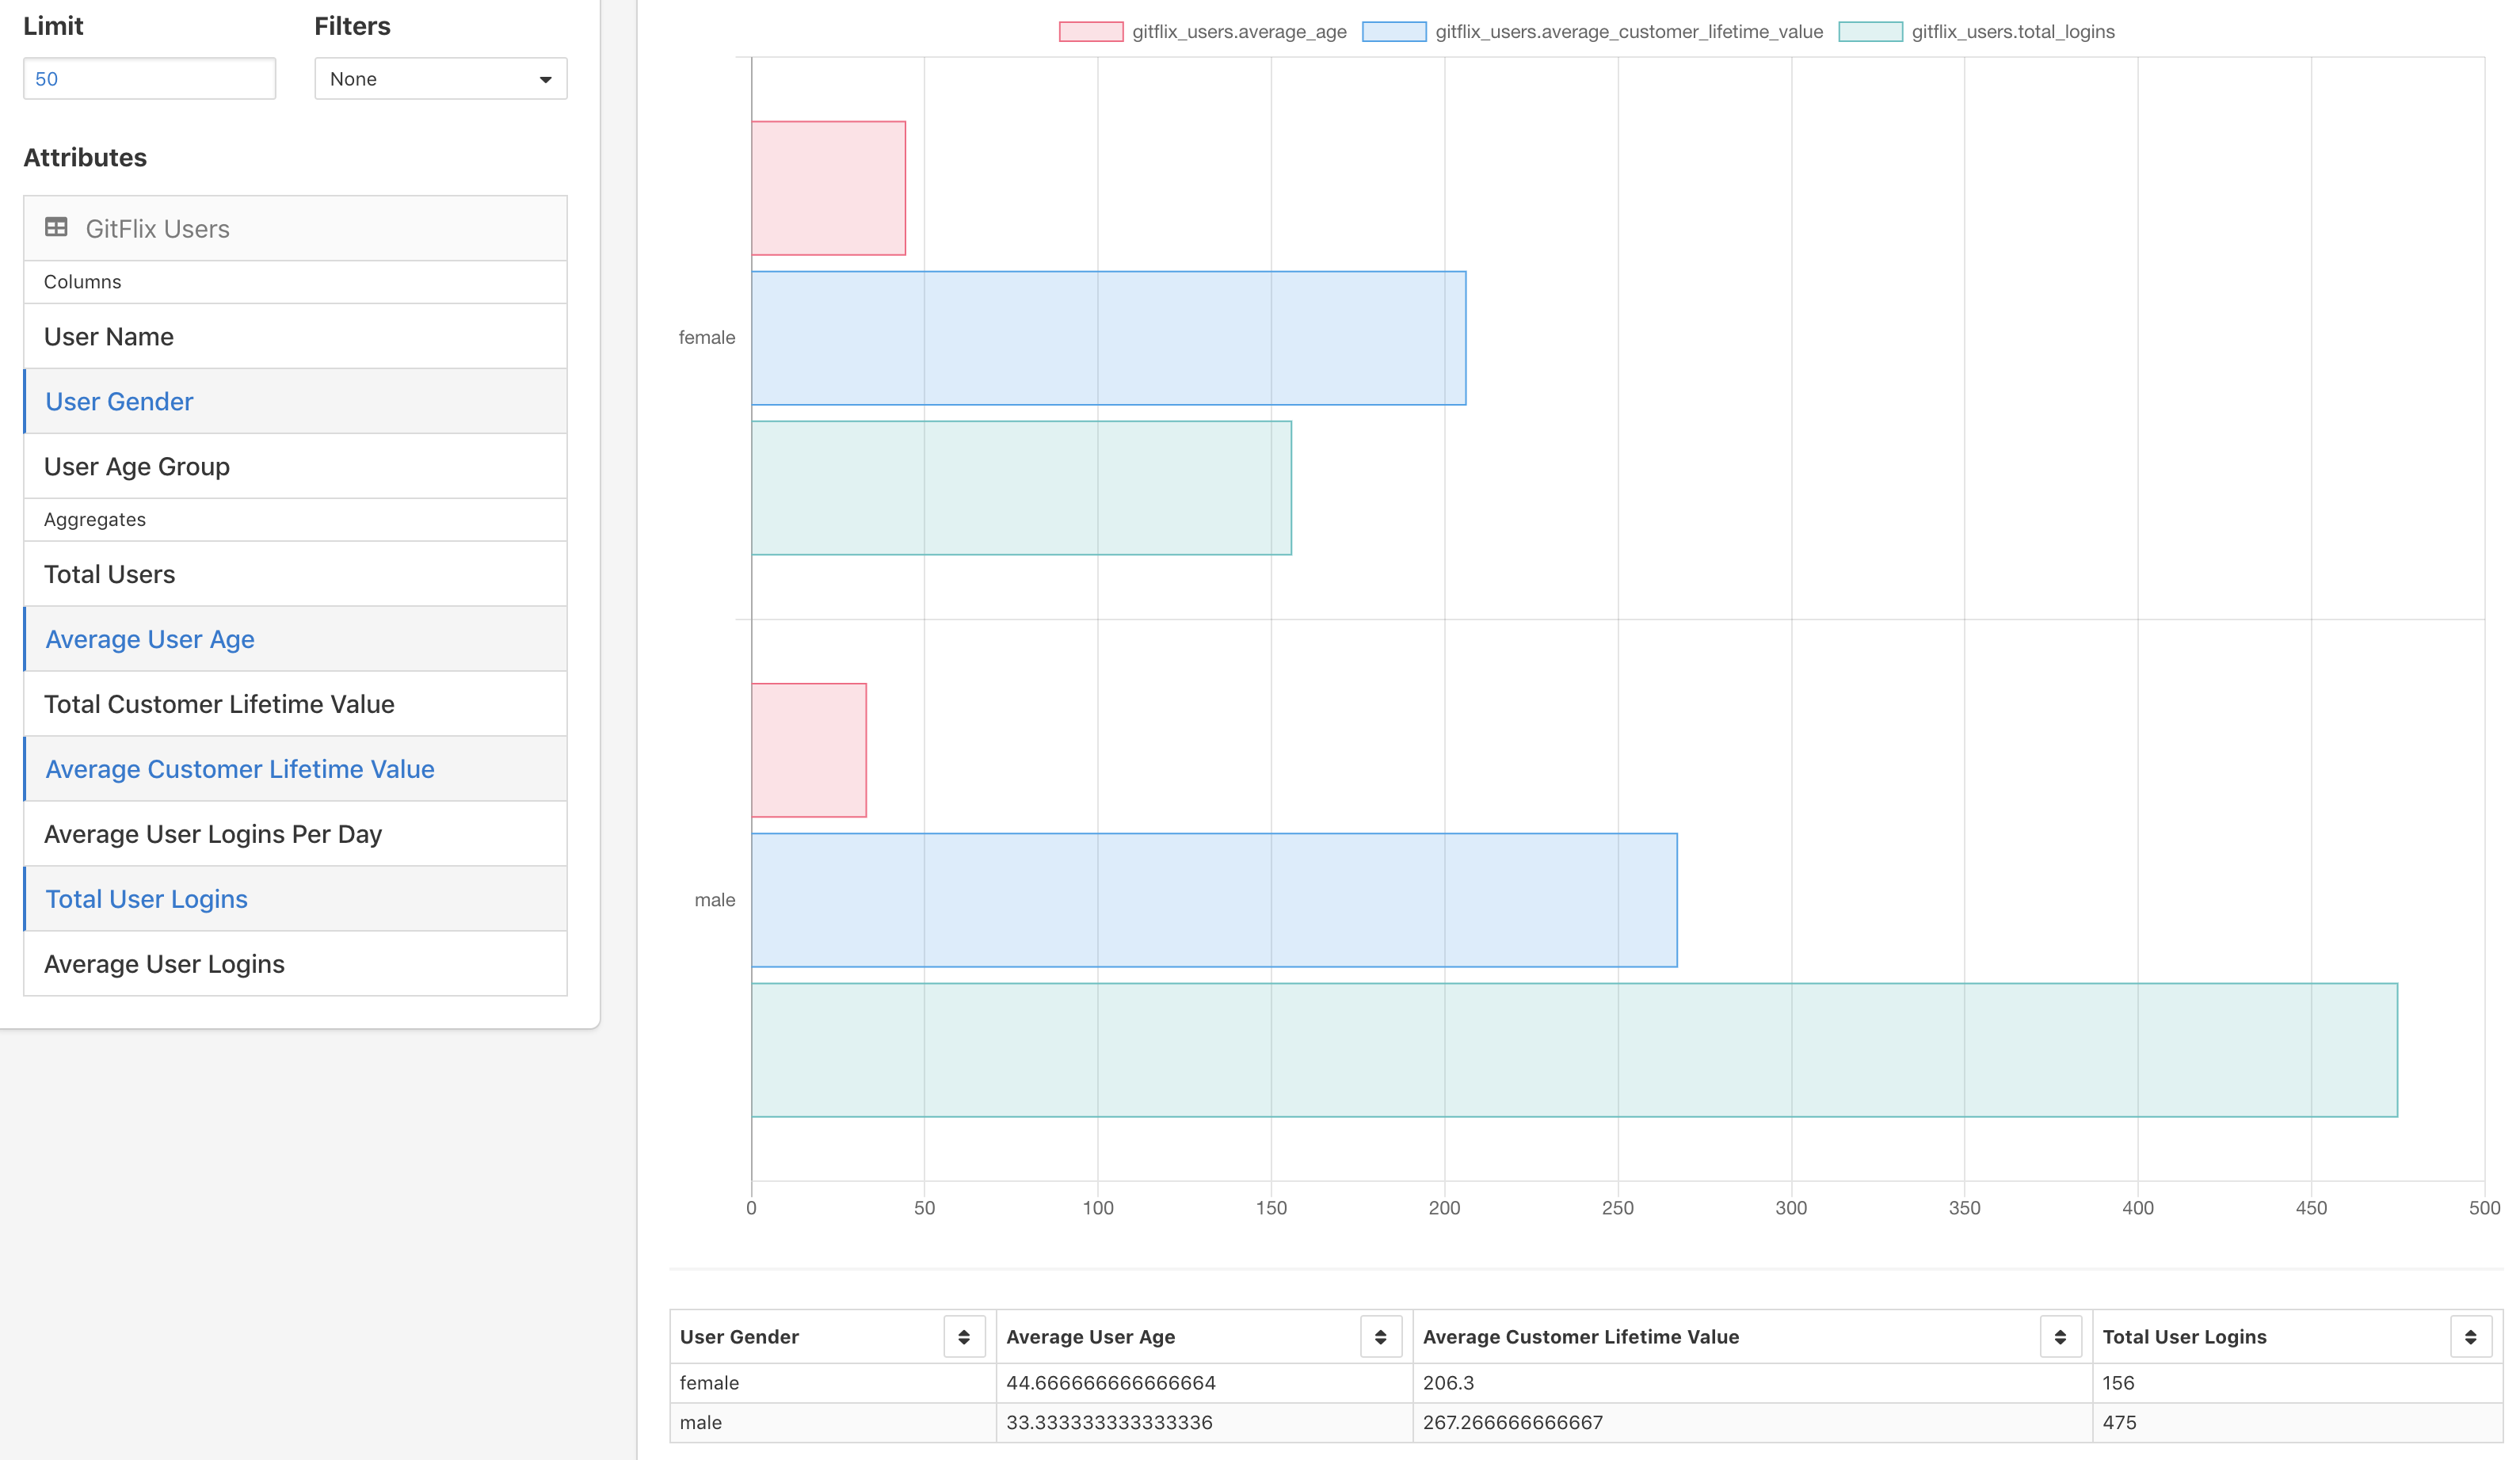 Limit
Filters
50
None
Attributes
GitFlix Users
Columns
User Name
User Gender
User Age Group
Aggregates
Total Users
Average User Age
Total Customer Lifetime Value
Average Customer Lifetime Value
Average User Logins Per Day
Total User Logins
Average User Logins
gitflix_users.average_age
gitflix_users.average_customer_lifetime_value
gitflix_users.total_logins
female
male
0 50 100 150 200 250 300 350 400 450 500
User Gender Average User Age Average Customer Lifetime Value Total User Logins
female 44.666666666666664 206.3 156
male 33.333333333333336 267.266666666667 475